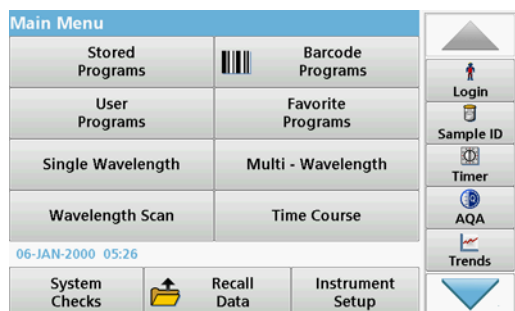 Main Menu
Stored
Programs
Barcode
Programs
User
Programs
Favorite
Programs
Single Wavelength
Multi - Wavelength
Wavelength Scan
Time Course
06-JAN-2000 05:26
System
Checks
Recall
Data
Instrument
Setup
Login
Sample ID
Timer
AQA
Trends